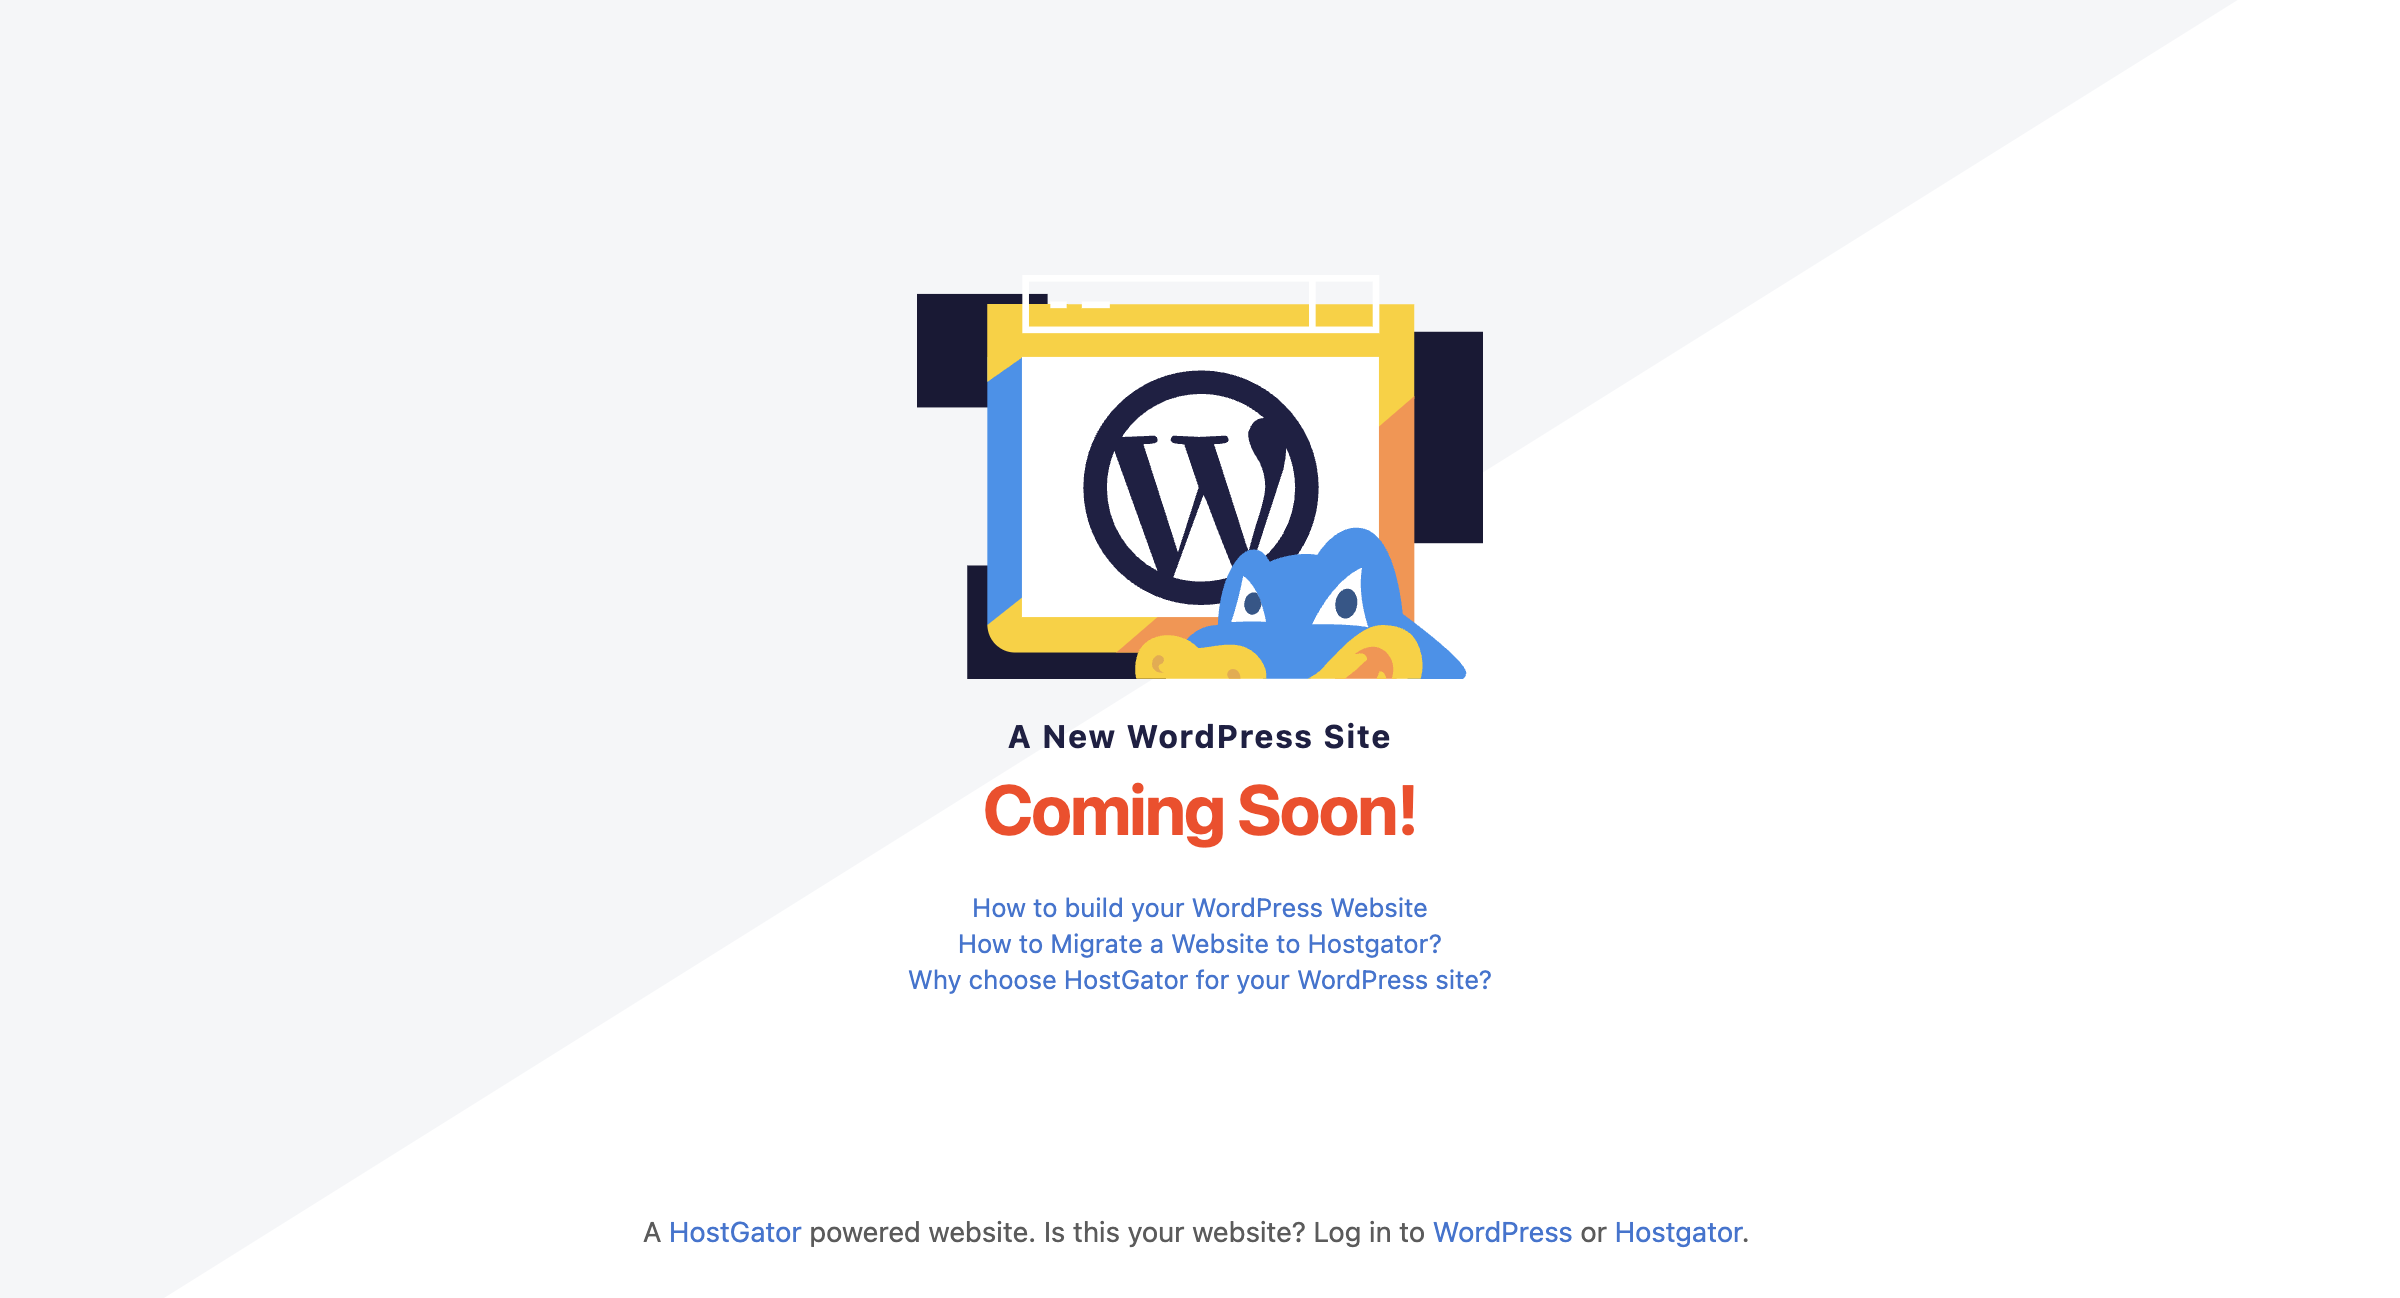 A New WordPress Site
Coming Soon!
How to build your WordPress Website
How to Migrate a Website to Hostgator?
Why choose HostGator for your WordPress site?
A HostGator powered website. Is this your website? Log in to WordPress or Hostgator.